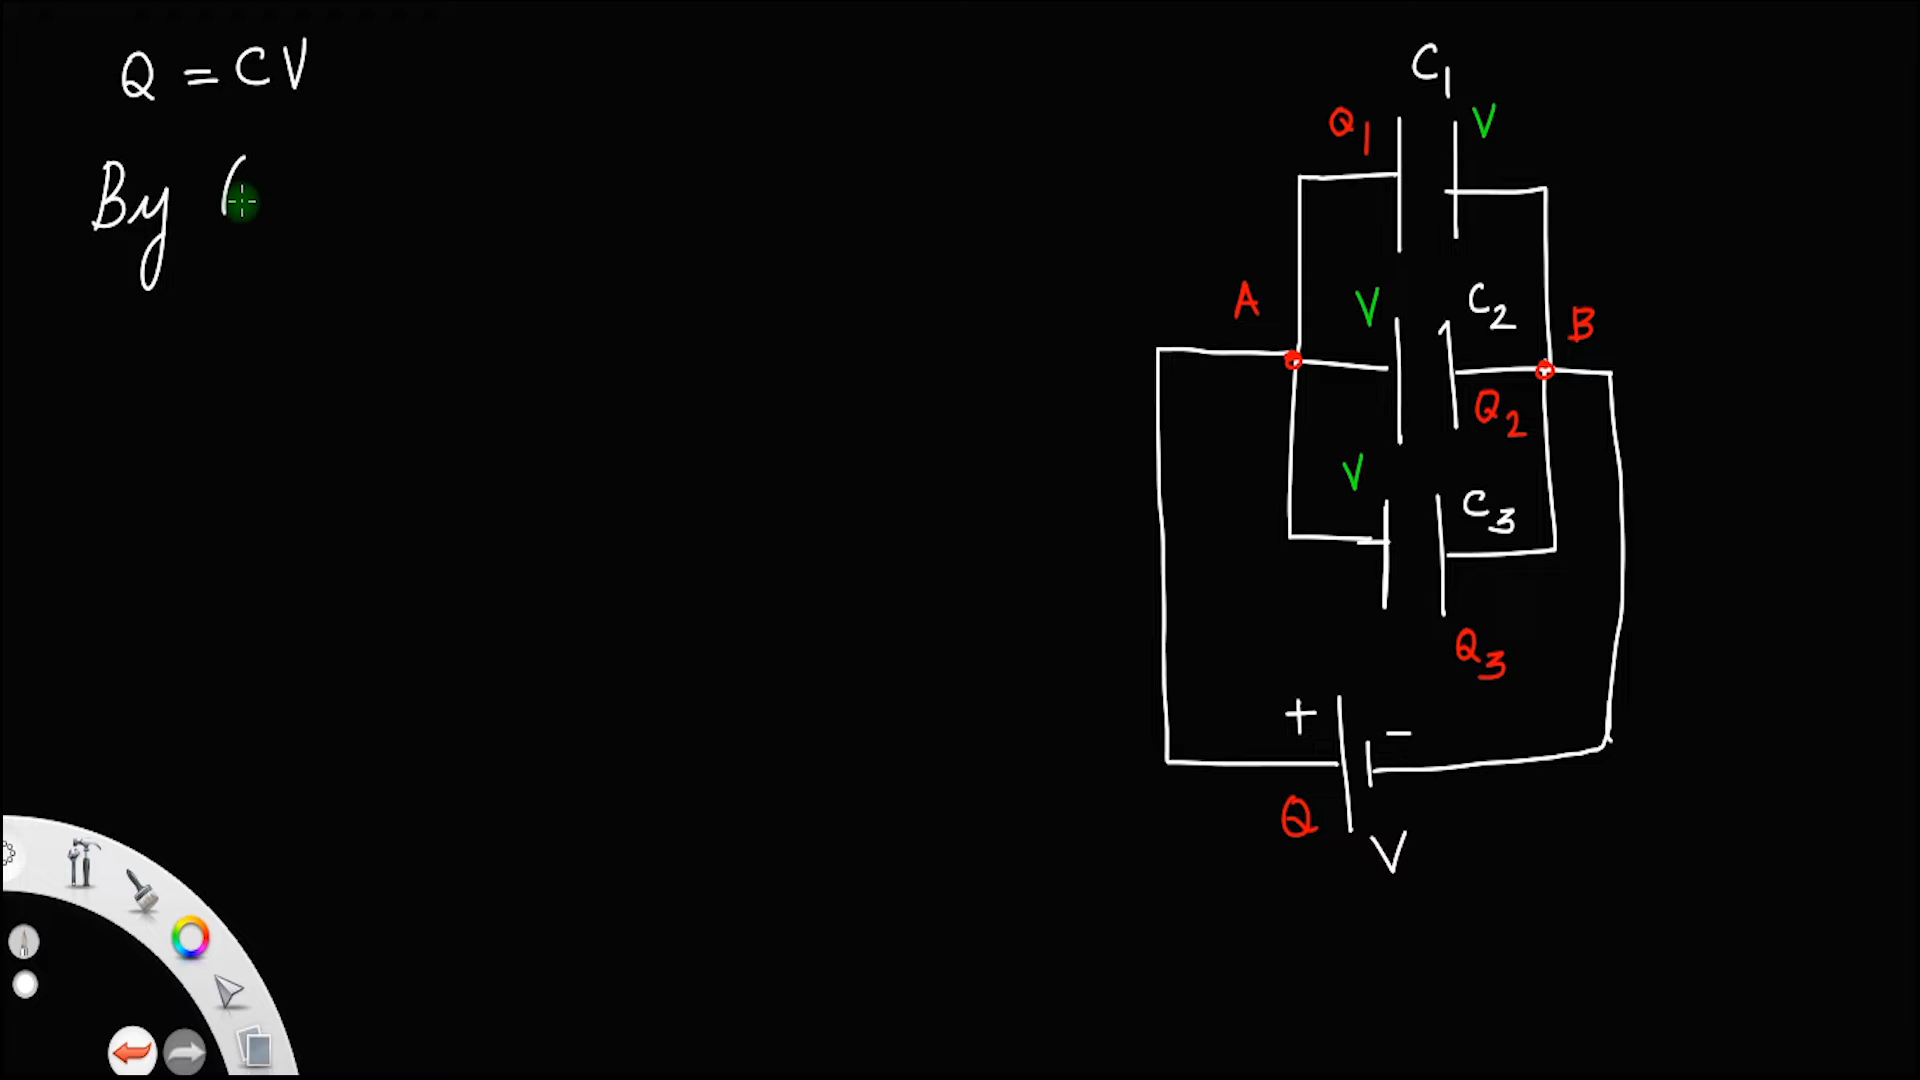 Q = CV
By (
C1
Q1
V
A
V
C2
B
Q2
V
C3
Q3
+
-
Q
V